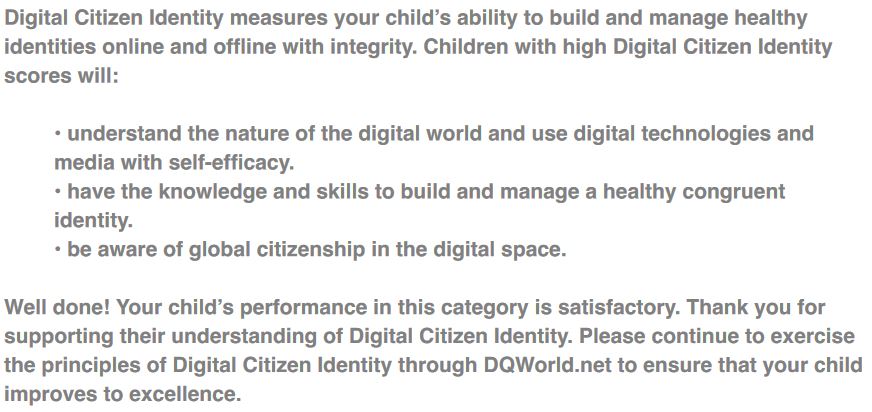 Digital Citizen Identity measures your child’s ability to build and manage healthy
identities online and offline with integrity. Children with high Digital Citizen Identity
scores will:
• understand the nature of the digital world and use digital technologies and
media with self-efficacy.
• have the knowledge and skills to build and manage a healthy congruent
identity.
• be aware of global citizenship in the digital space.
Well done! Your child’s performance in this category is satisfactory. Thank you for
supporting their understanding of Digital Citizen Identity. Please continue to exercise
the principles of Digital Citizen Identity through DQWorld.net to ensure that your child
improves to excellence.